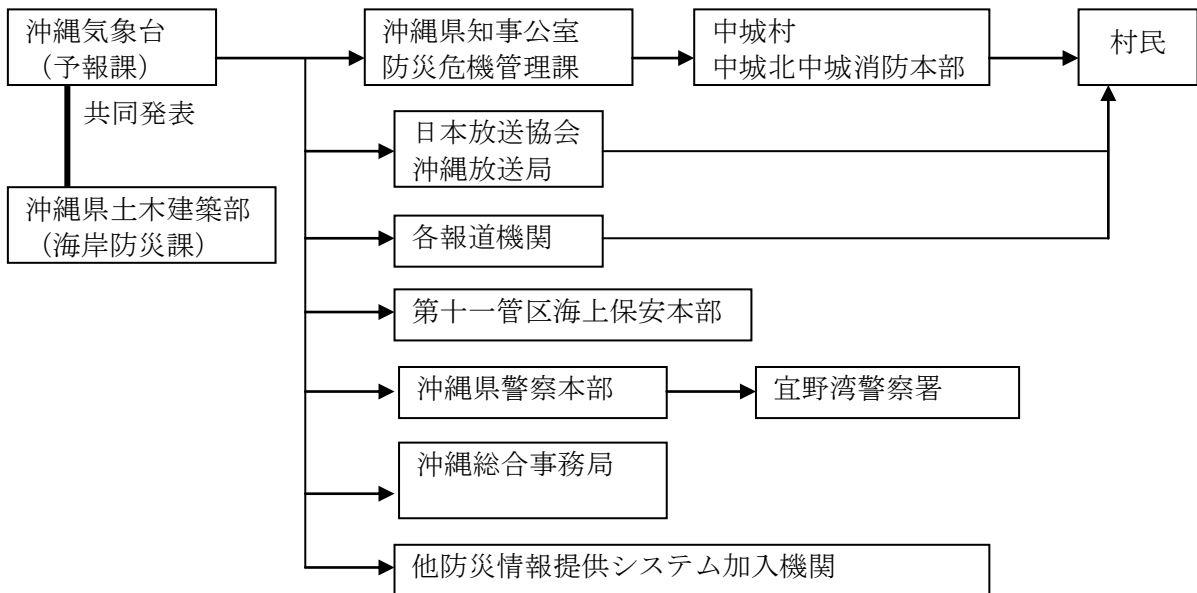 沖縄気象台
（予報課）
沖縄県知事公室
防災危機管理課
中城村
中城北中城消防本部
村民
共同発表
日本放送協会
沖縄放送局
沖縄県土木建築部
（海岸防災課）
各報道機関
第十一管区海上保安本部
沖縄県警察本部
宜野湾警察署
沖縄総合事務局
他防災情報提供システム加入機関